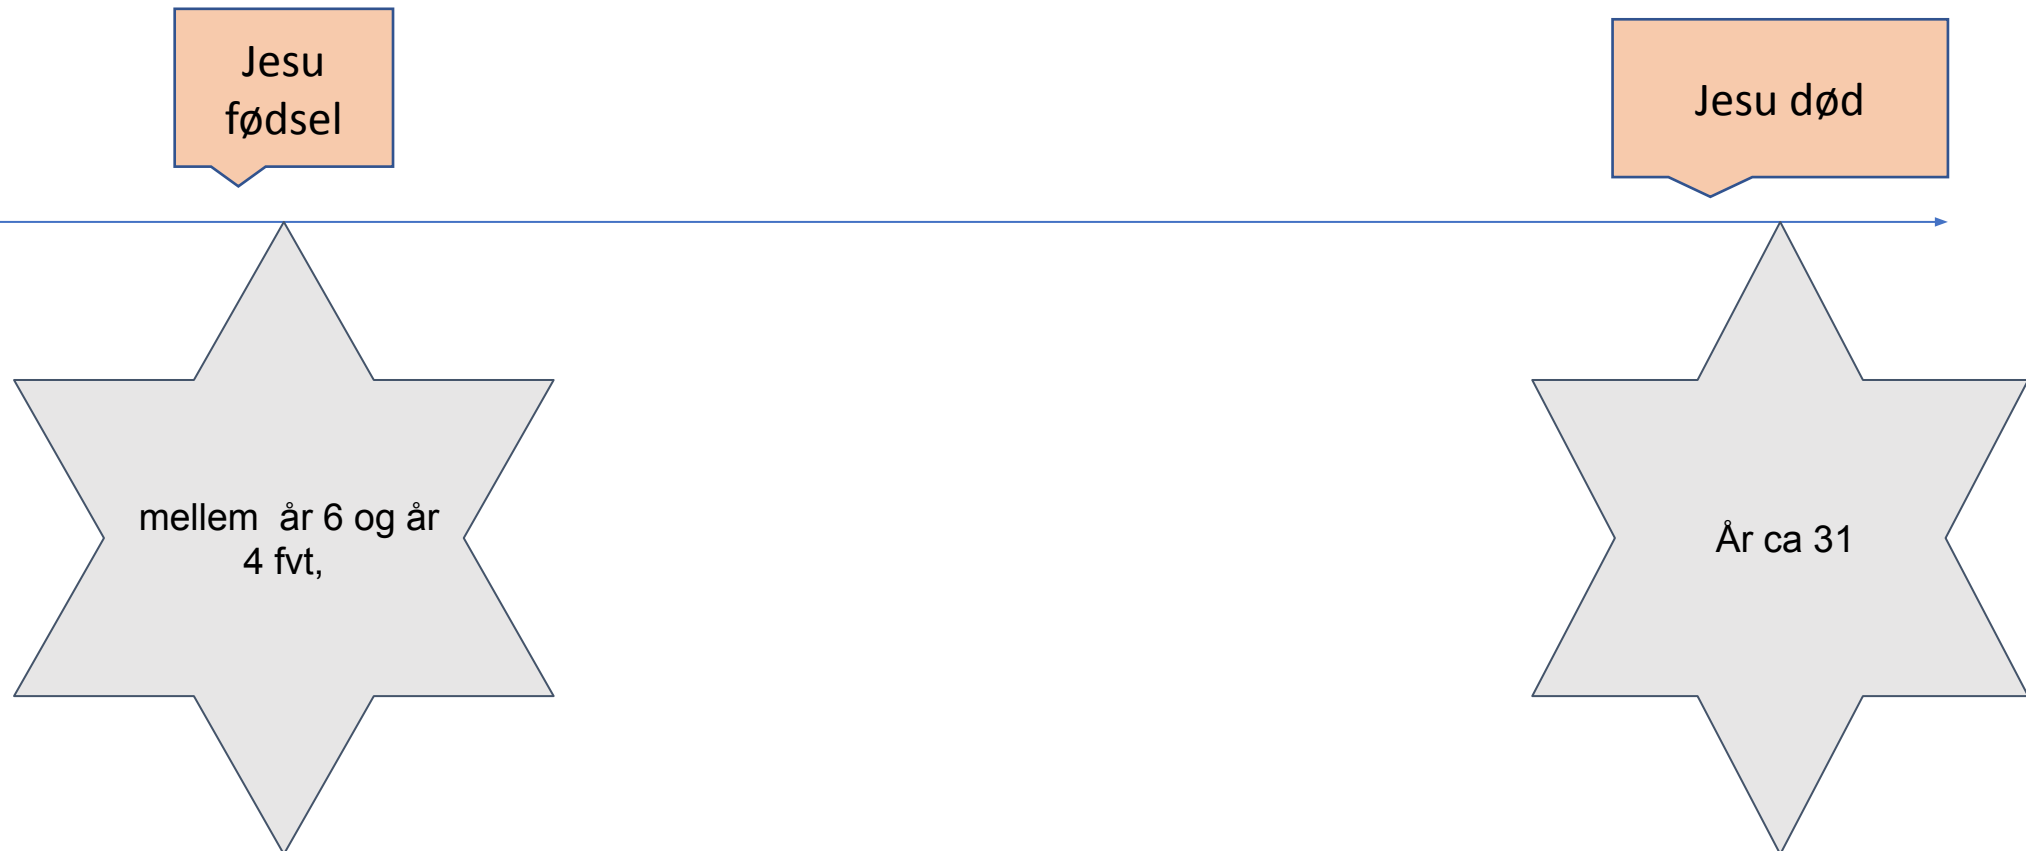 Jesu
fødsel
Jesu død
mellem  år 6 og år
4 fvt,
År ca 31